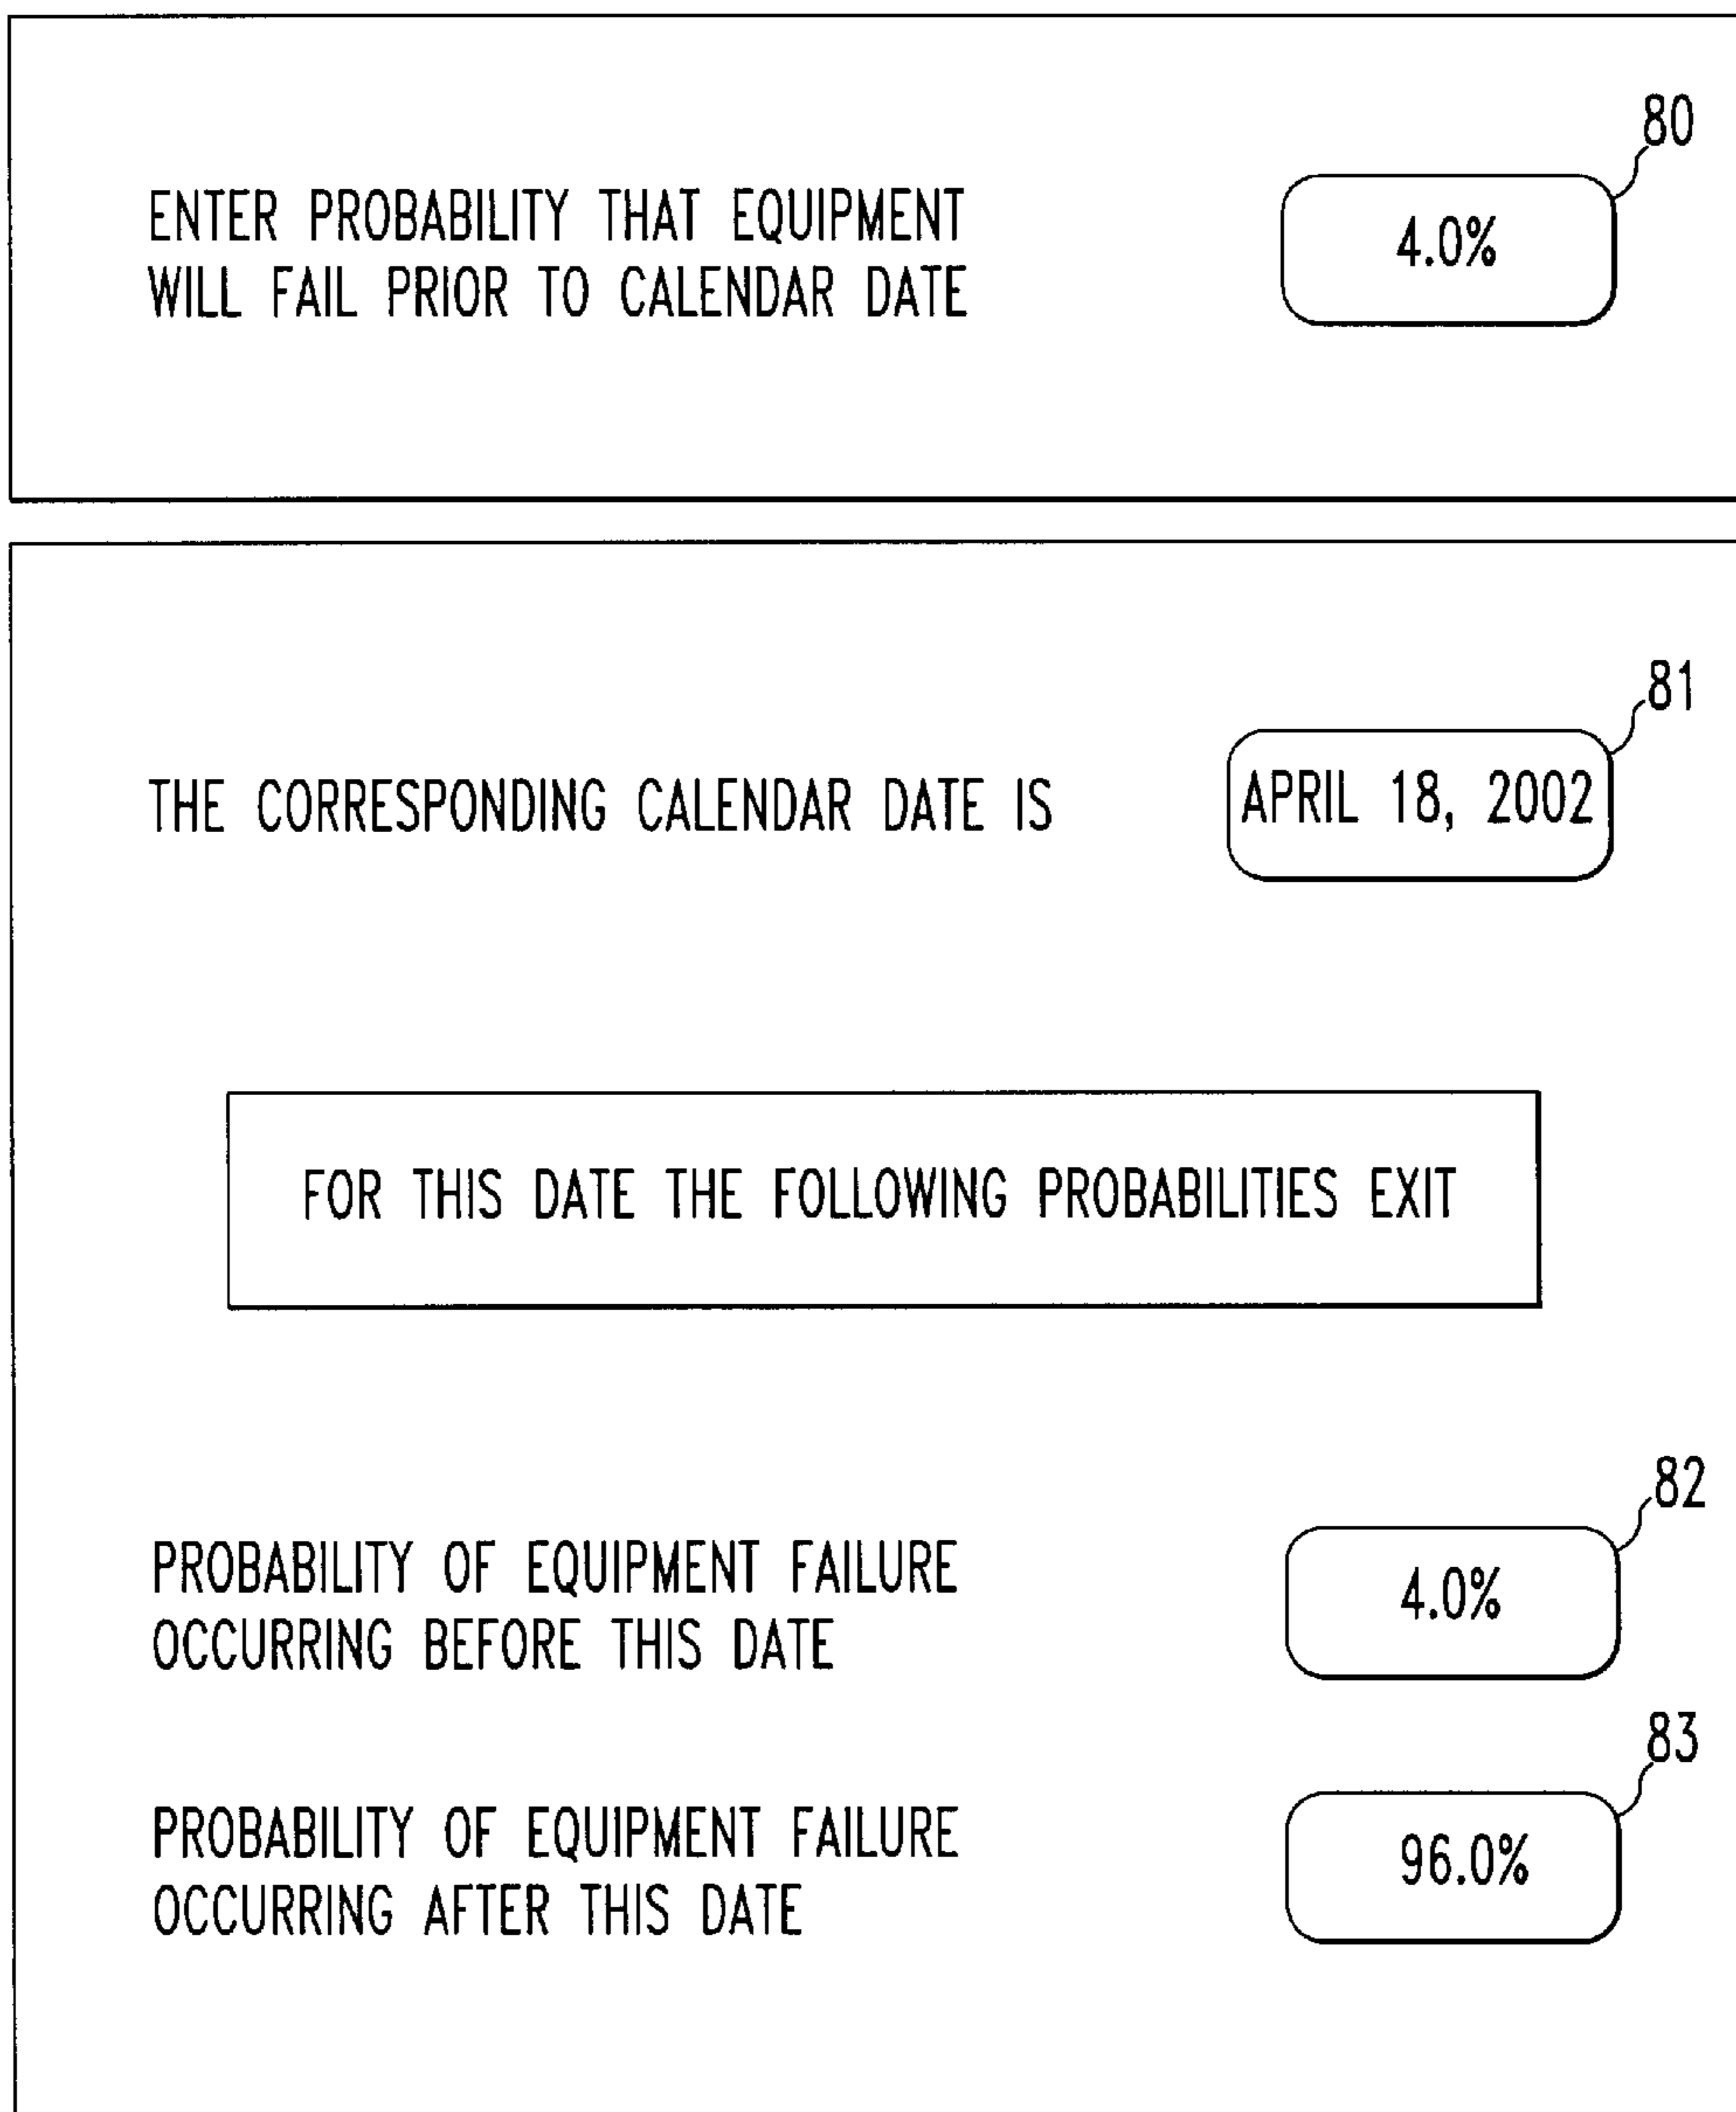 80
ENTER PROBABILITY THAT EQUIPMENT
WILL FAIL PRIOR TO CALENDAR DATE
4.0%
81
THE CORRESPONDING CALENDAR DATE IS
APRIL 18, 2002
FOR THIS DATE THE FOLLOWING PROBABILITIES EXIT
82
PROBABILITY OF EQUIPMENT FAILURE
OCCURRING BEFORE THIS DATE
4.0%
83
PROBABILITY OF EQUIPMENT FAILURE
OCCURRING AFTER THIS DATE
96.0%